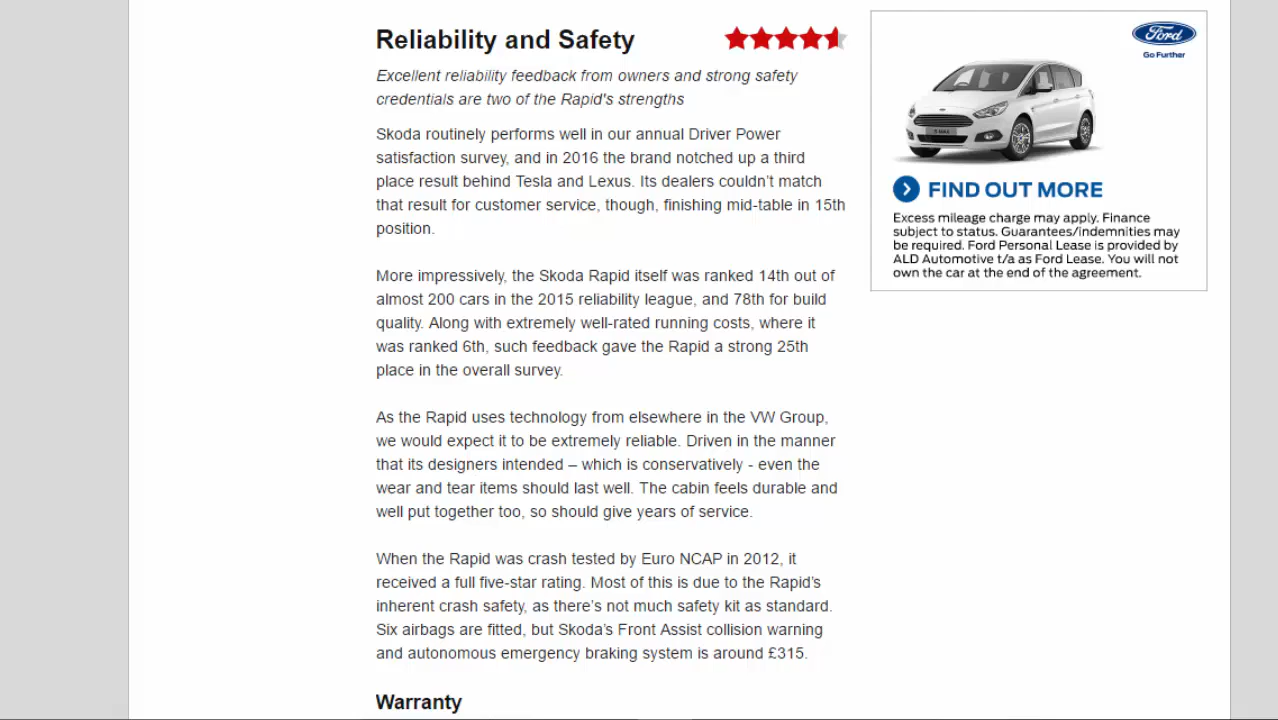 Reliability and Safety
Excellent reliability feedback from owners and strong safety
credentials are two of the Rapid's strengths
Skoda routinely performs well in our annual Driver Power
satisfaction survey, and in 2016 the brand notched up a third
place result behind Tesla and Lexus. Its dealers couldn’t match
that result for customer service, though, finishing mid-table in 15th
position.
More impressively, the Skoda Rapid itself was ranked 14th out of
almost 200 cars in the 2015 reliability league, and 78th for build
quality. Along with extremely well-rated running costs, where it
was ranked 6th, such feedback gave the Rapid a strong 25th
place in the overall survey.
As the Rapid uses technology from elsewhere in the VW Group,
we would expect it to be extremely reliable. Driven in the manner
that its designers intended – which is conservatively - even the
wear and tear items should last well. The cabin feels durable and
well put together too, so should give years of service.
When the Rapid was crash tested by Euro NCAP in 2012, it
received a full five-star rating. Most of this is due to the Rapid’s
inherent crash safety, as there’s not much safety kit as standard.
Six airbags are fitted, but Skoda’s Front Assist collision warning
and autonomous emergency braking system is around £315.
Warranty
Ford
Go Further
FIND OUT MORE
Excess mileage charge may apply. Finance
subject to status. Guarantees/indemnities may
be required. Ford Personal Lease is provided by
ALD Automotive t/a as Ford Lease. You will not
own the car at the end of the agreement.